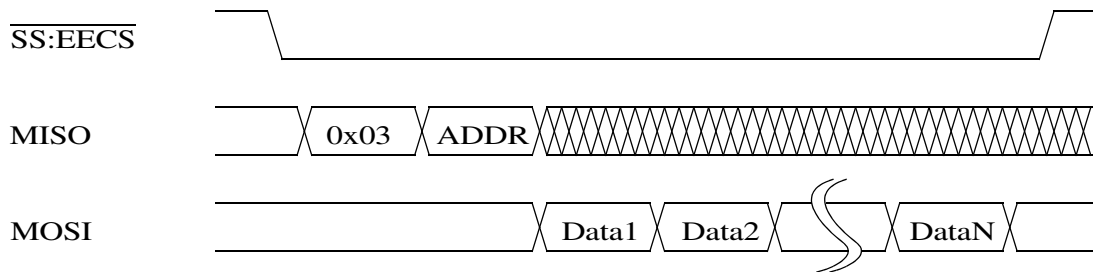 SS:EECS
MISO 0x03 ADDR
MOSI Data1 Data2 DataN